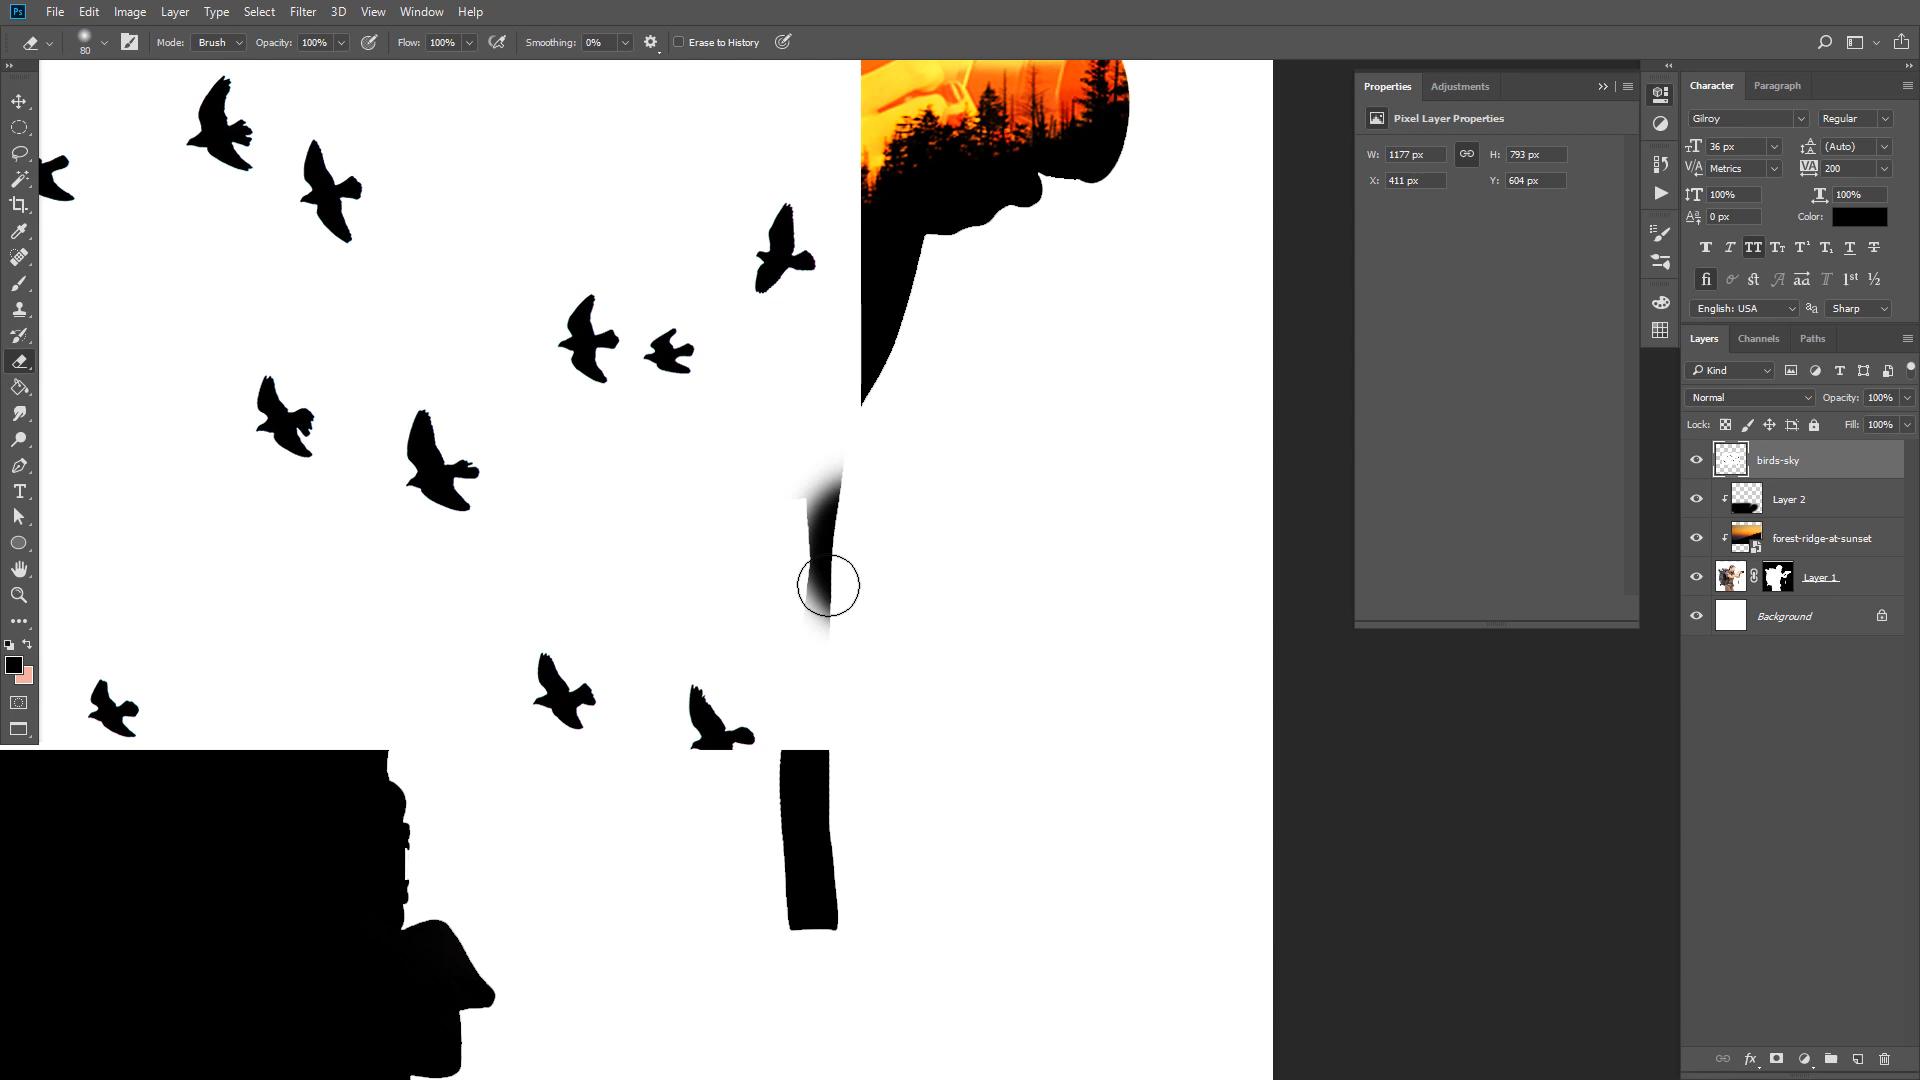 Ps File Edit Image Layer Type Select Filter 3D View Window Help
80 Mode: Brush Opacity: 100% Flow: 100% Smoothing: 0% Erase to History
Properties Adjustments
Pixel Layer Properties
W: 1177 px H: 793 px
X: 411 px Y: 604 px
Character Paragraph
Gilroy Regular
36 px (Auto)
Metrics 200
100% 100%
0 px Color:
English: USA aa Sharp
Layers Channels Paths
Kind
Normal Opacity: 100%
Lock: Fill: 100%
birds-sky
Layer 2
forest-ridge-at-sunset
Layer 1
Background
fx